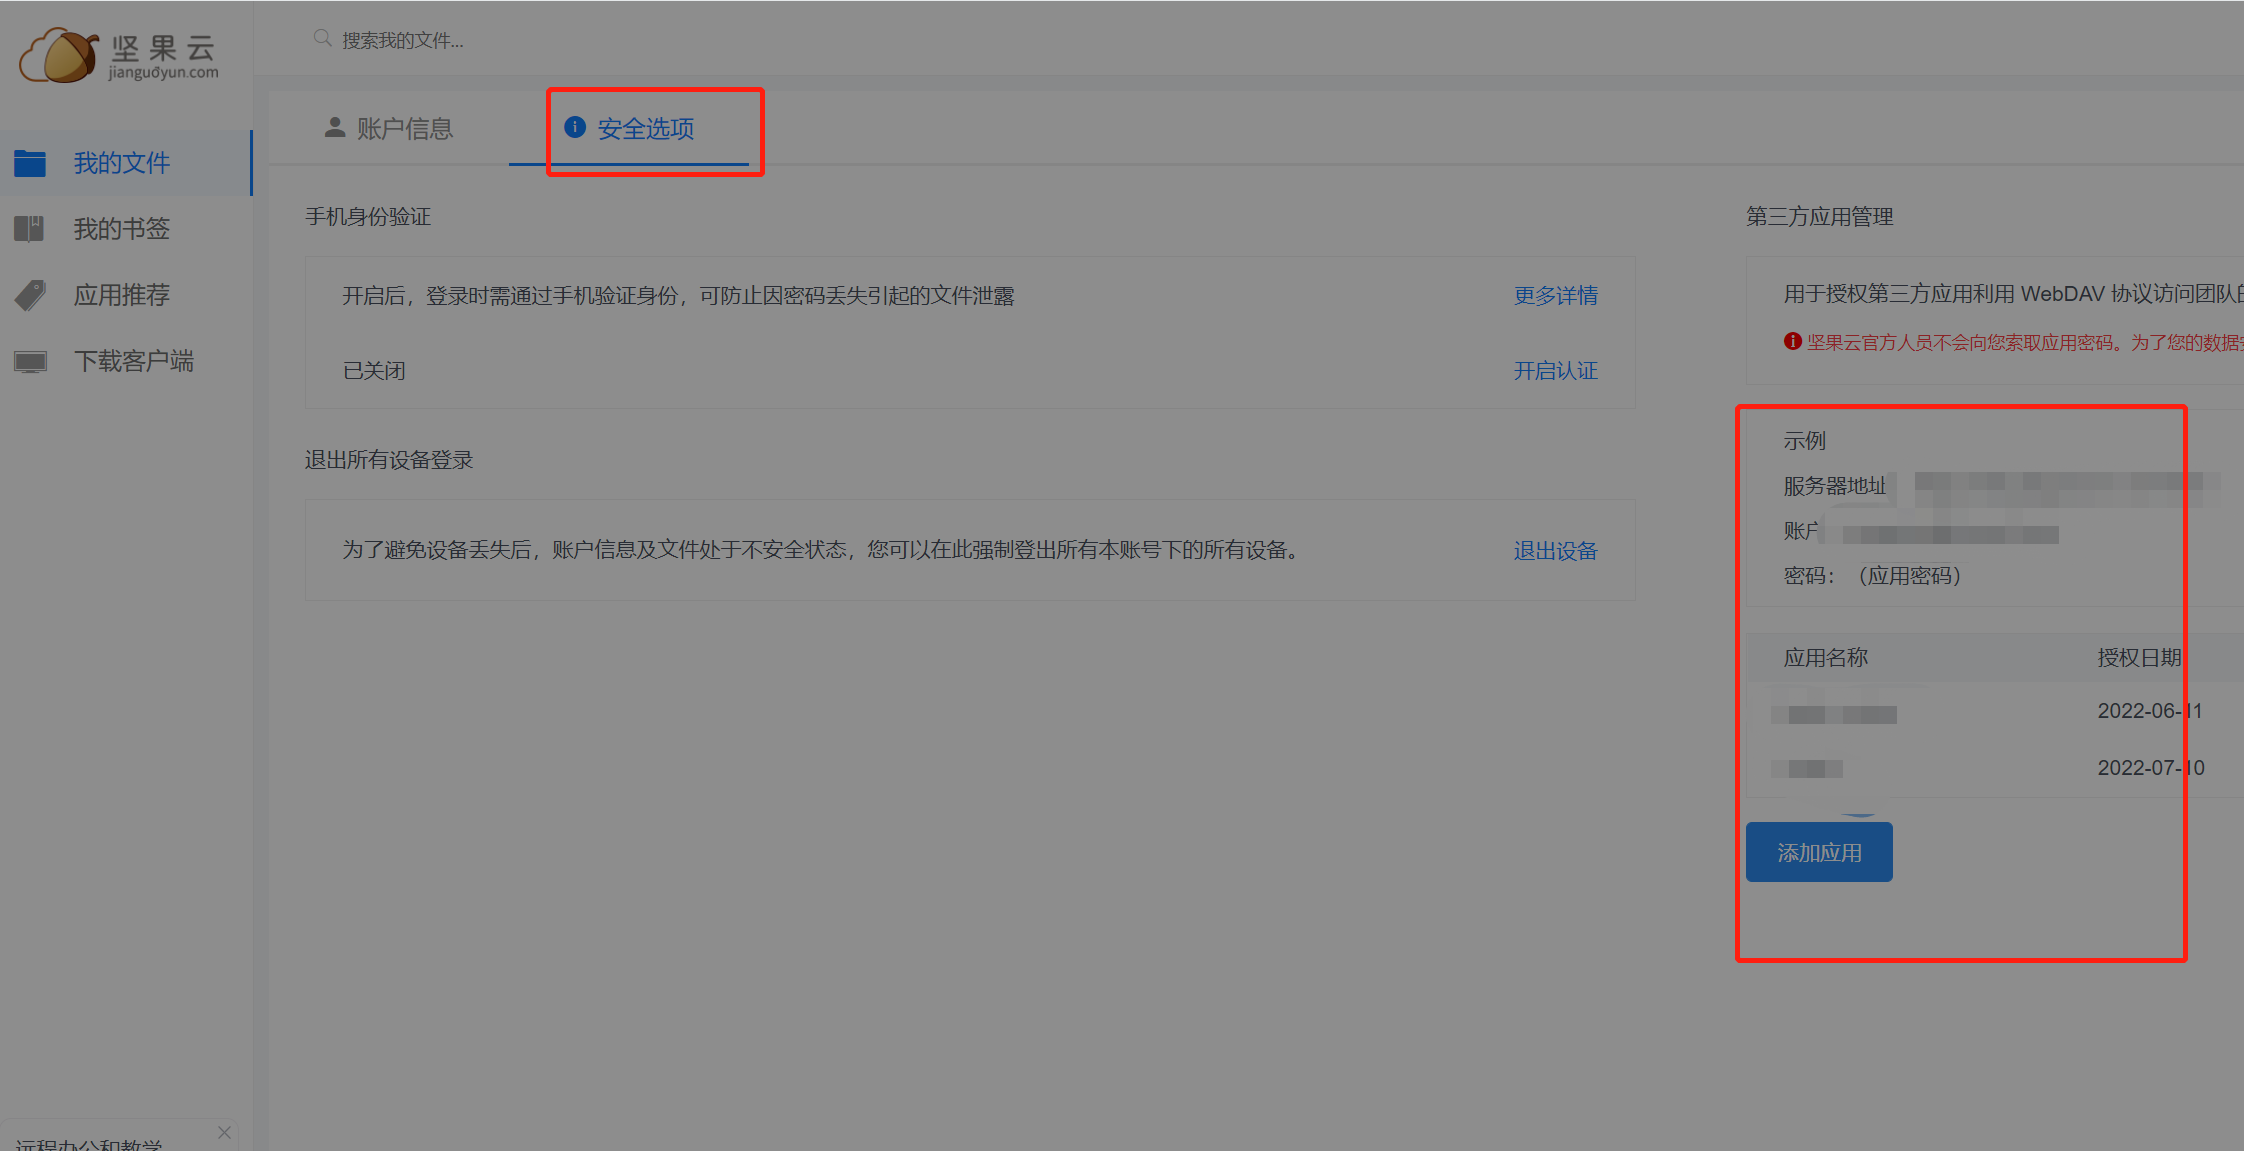 坚果云
jianguoyun.com
搜索我的文件...
我的文件
我的书签
应用推荐
下载客户端
账户信息
安全选项
手机身份验证
开启后，登录时需通过手机验证身份，可防止因密码丢失引起的文件泄露
更多详情
已关闭
开启认证
退出所有设备登录
为了避免设备丢失后，账户信息及文件处于不安全状态，您可以在此强制登出所有本账号下的所有设备。
退出设备
第三方应用管理
用于授权第三方应用利用 WebDAV 协议访问团队的
坚果云官方人员不会向您索取应用密码。为了您的数据安
示例
服务器地址
账户
密码：（应用密码）
应用名称 授权日期
2022-06-11
2022-07-10
添加应用
远程办公和教学